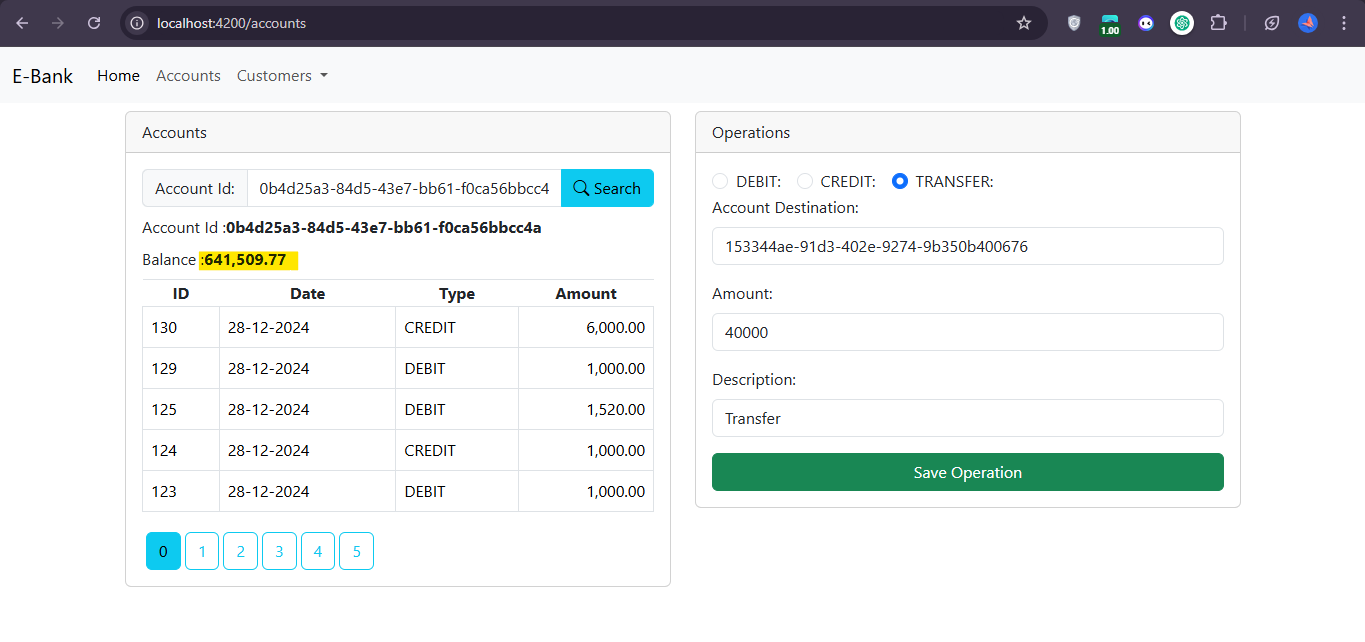 localhost:4200/accounts
1.00
E-Bank Home Accounts Customers
Accounts
Account Id: 0b4d25a3-84d5-43e7-bb61-f0ca56bbcc4 Search
Account Id :0b4d25a3-84d5-43e7-bb61-f0ca56bbcc4a
Balance :641,509.77
ID Date Type Amount
130 28-12-2024 CREDIT 6,000.00
129 28-12-2024 DEBIT 1,000.00
125 28-12-2024 DEBIT 1,520.00
124 28-12-2024 CREDIT 1,000.00
123 28-12-2024 DEBIT 1,000.00
0 1 2 3 4 5
Operations
DEBIT: CREDIT: TRANSFER:
Account Destination:
153344ae-91d3-402e-9274-9b350b400676
Amount:
40000
Description:
Transfer
Save Operation